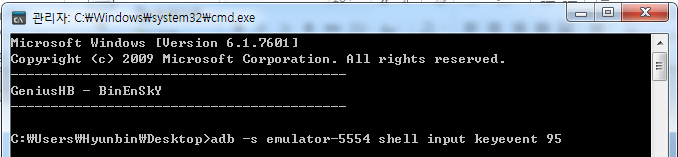 관리자: C:₩Windows₩system32₩cmd.exe
Microsoft Windows [Version 6.1.7601]
Copyright (c) 2009 Microsoft Corporation. All rights reserved.
------------------------------------------
GeniusHB - BinEnSkY
------------------------------------------
C:₩Users₩Hyunbin₩Desktop>adb -s emulator-5554 shell input keyevent 95